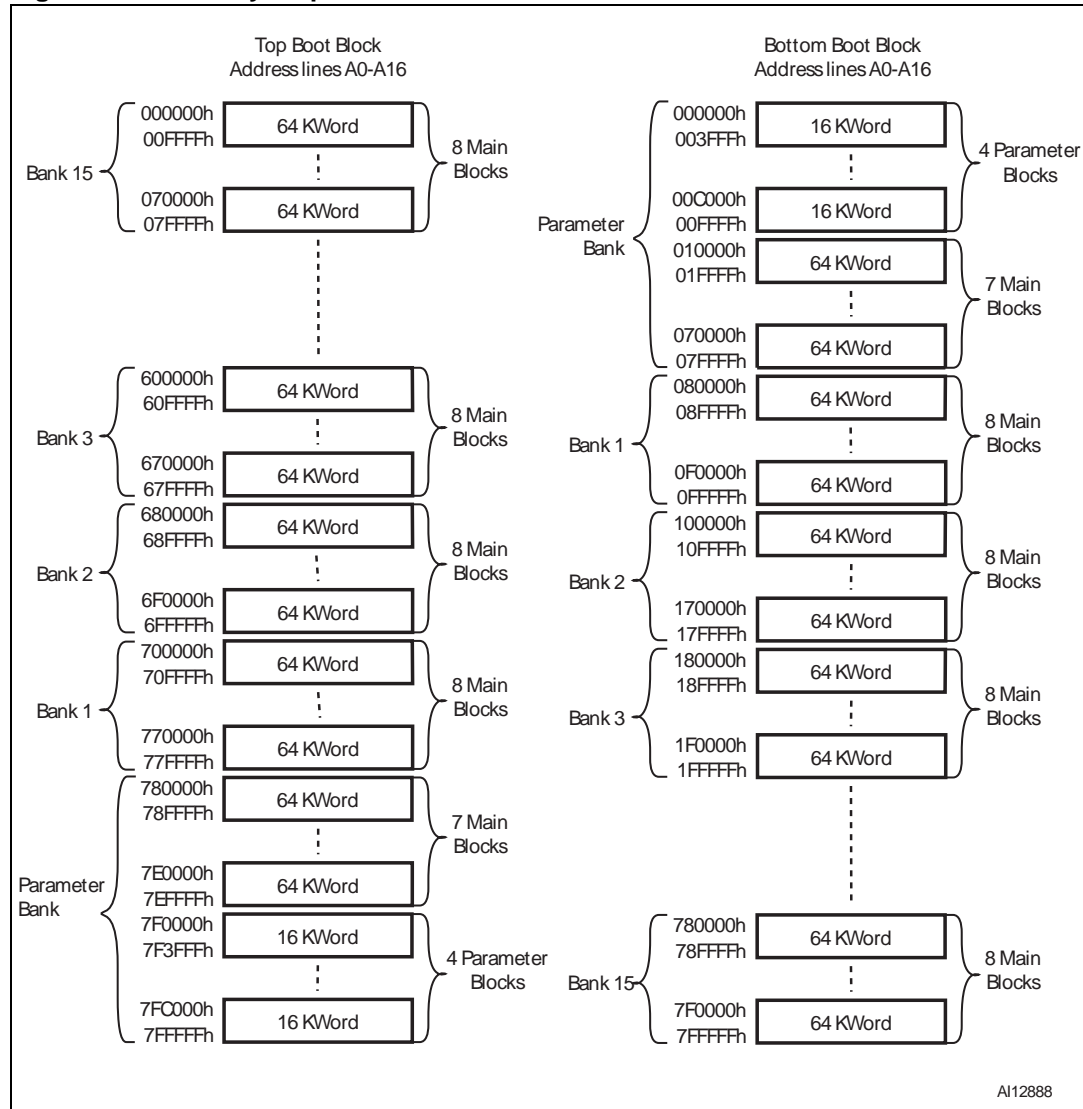 Top Boot Block
Address lines A0-A16
000000h
00FFFFh
64 KWord
Bank 15
8 Main
Blocks
070000h
07FFFFh
64 KWord
600000h
60FFFFh
64 KWord
Bank 3
8 Main
Blocks
670000h
67FFFFh
64 KWord
680000h
68FFFFh
64 KWord
Bank 2
8 Main
Blocks
6F0000h
6FFFFFh
64 KWord
700000h
70FFFFh
64 KWord
Bank 1
8 Main
Blocks
770000h
77FFFFh
64 KWord
780000h
78FFFFh
64 KWord
7 Main
Blocks
7E0000h
7EFFFFh
64 KWord
Parameter
Bank
7F0000h
7F3FFFh
16 KWord
4 Parameter
Blocks
7FC000h
7FFFFFh
16 KWord
Bottom Boot Block
Address lines A0-A16
000000h
003FFFh
16 KWord
4 Parameter
Blocks
00C000h
00FFFFh
16 KWord
Parameter
Bank
010000h
01FFFFh
64 KWord
7 Main
Blocks
070000h
07FFFFh
64 KWord
080000h
08FFFFh
64 KWord
Bank 1
8 Main
Blocks
0F0000h
0FFFFFh
64 KWord
100000h
10FFFFh
64 KWord
Bank 2
8 Main
Blocks
170000h
17FFFFh
64 KWord
180000h
18FFFFh
64 KWord
Bank 3
8 Main
Blocks
1F0000h
1FFFFFh
64 KWord
780000h
78FFFFh
64 KWord
Bank 15
8 Main
Blocks
7F0000h
7FFFFFh
64 KWord
AI12888